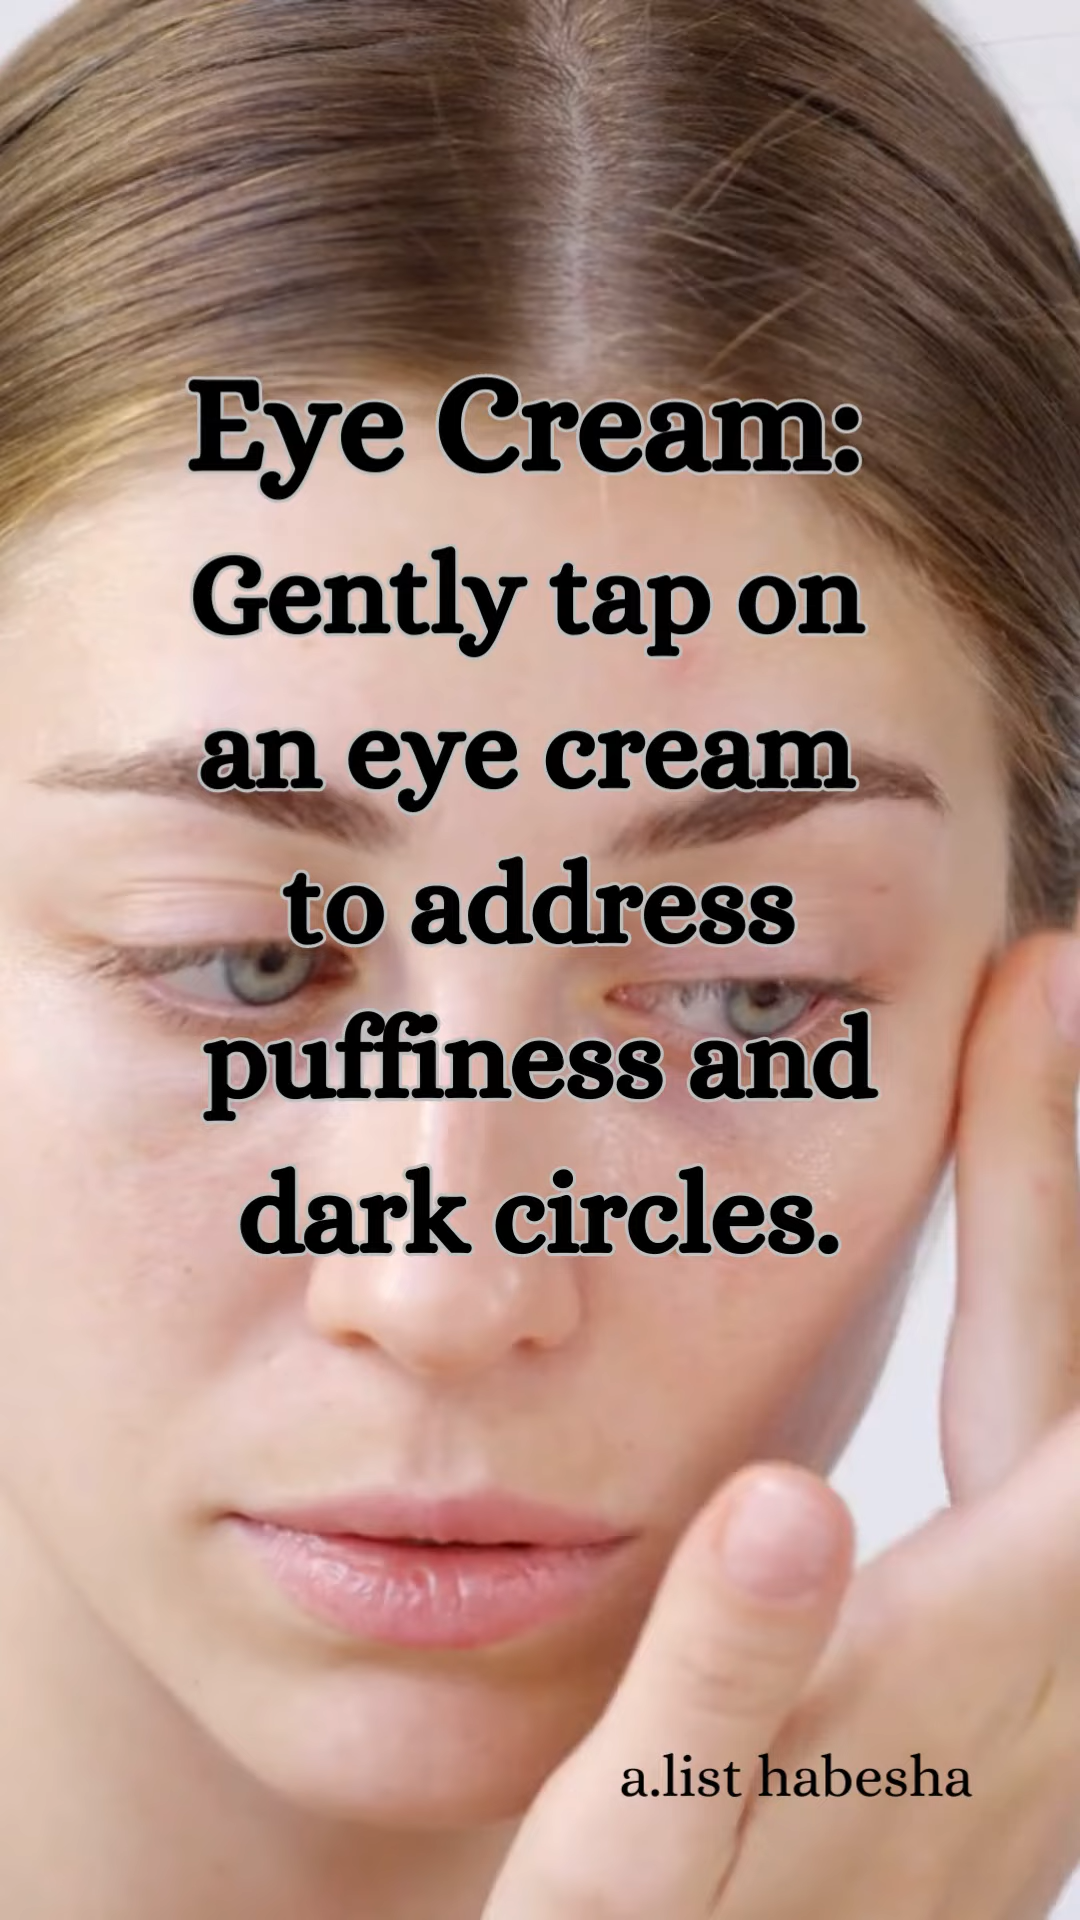 Eye Cream:
Gently tap on
an eye cream
to address
puffiness and
dark circles.
a.list habesha